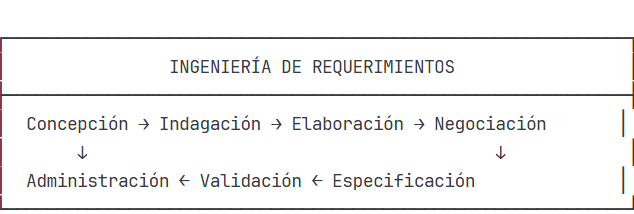 INGENIERÍA DE REQUERIMIENTOS
Concepción → Indagación → Elaboración → Negociación
↓ ↓
Administración ← Validación ← Especificación